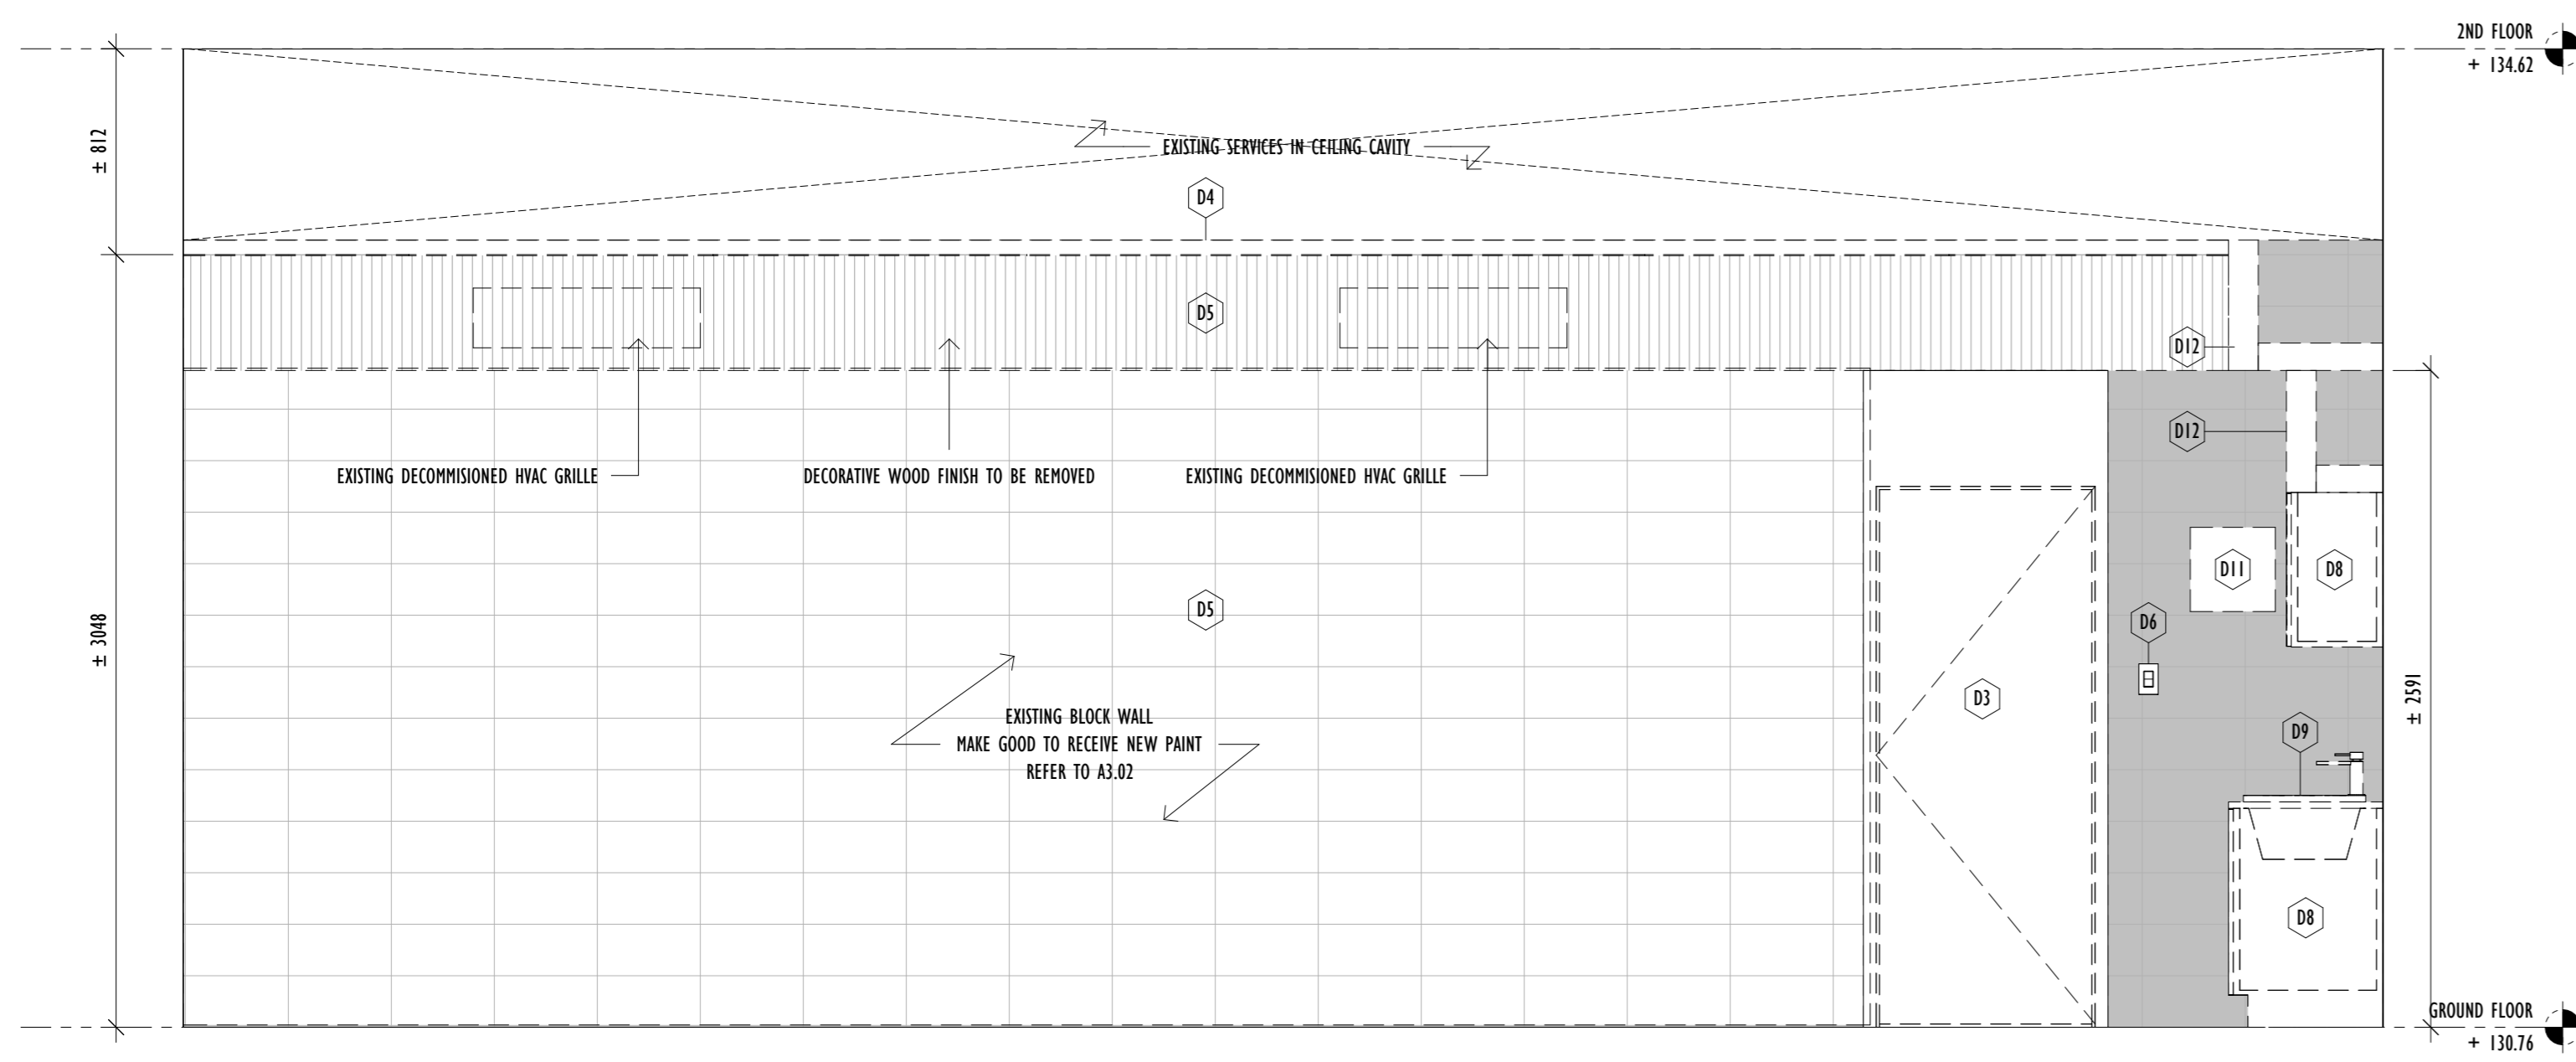 2ND FLOOR
+ 134.62
± 812
EXISTING SERVICES IN CEILING CAVITY
D4
D5
D12
D12
EXISTING DECOMMISIONED HVAC GRILLE
DECORATIVE WOOD FINISH TO BE REMOVED
EXISTING DECOMMISIONED HVAC GRILLE
D11
D8
D5
D6
± 3048
D3
± 2591
EXISTING BLOCK WALL
MAKE GOOD TO RECEIVE NEW PAINT
REFER TO A3.02
D9
D8
GROUND FLOOR
+ 130.76